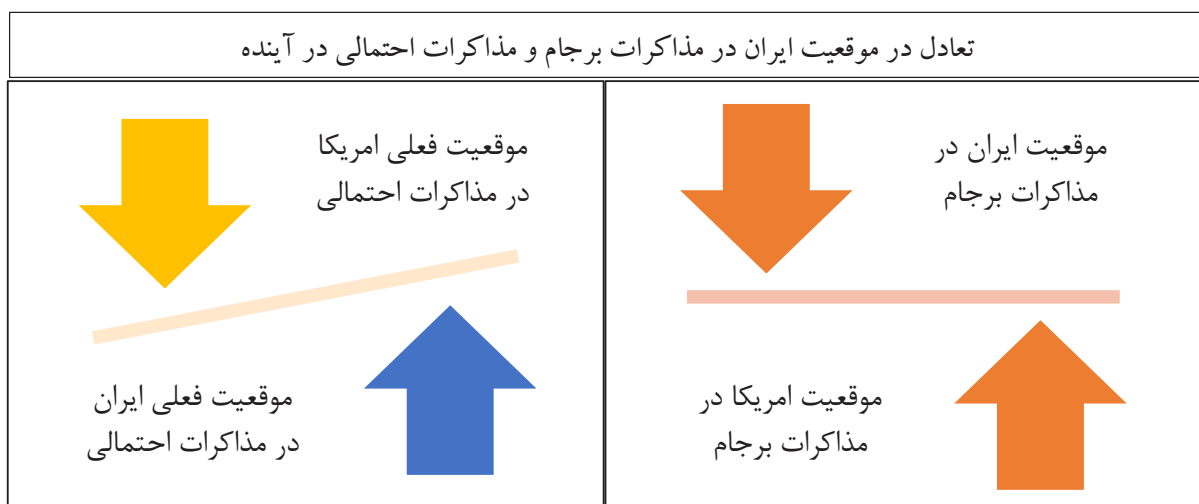 تعادل در موقعیت ایران در مذاکرات برجام و مذاکرات احتمالی در آینده
موقعیت ایران در
مذاکرات برجام
موقعیت امریکا در
مذاکرات برجام
موقعیت فعلی امریکا
در مذاکرات احتمالی
موقعیت فعلی ایران
در مذاکرات احتمالی